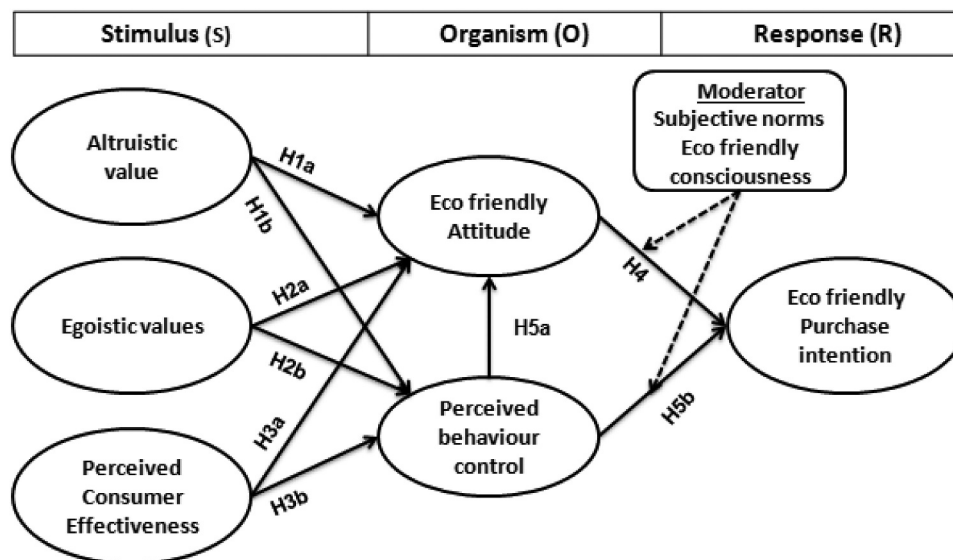 Stimulus (S)
Organism (O)
Response (R)
Moderator
Subjective norms
Eco friendly
consciousness
Altruistic
value
H1a
H1b
Eco friendly
Attitude
H4
Egoistic values
H2a
H2b
H5a
Eco friendly
Purchase
intention
Perceived
Consumer
Effectiveness
H3a
H3b
Perceived
behaviour
control
H5b